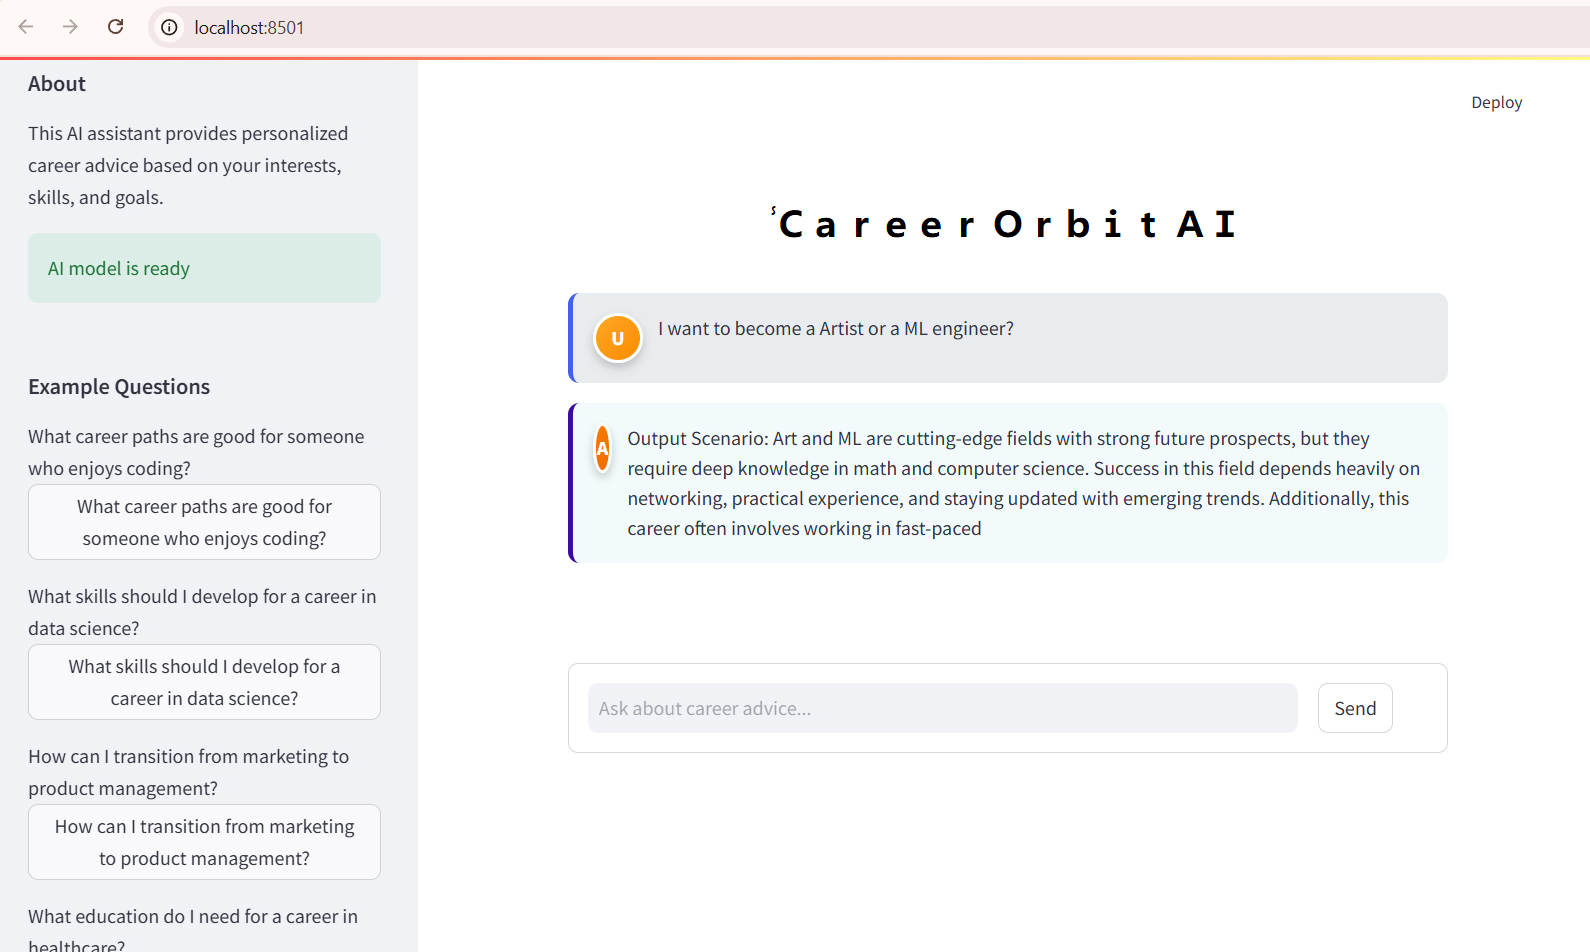 localhost:8501
About
This AI assistant provides personalized
career advice based on your interests,
skills, and goals.
AI model is ready
Example Questions
What career paths are good for someone
who enjoys coding?
What career paths are good for
someone who enjoys coding?
What skills should I develop for a career in
data science?
What skills should I develop for a
career in data science?
How can I transition from marketing to
product management?
How can I transition from marketing
to product management?
What education do I need for a career in
healthcare?
Deploy
CareerOrbit AI
U
I want to become a Artist or a ML engineer?
A
Output Scenario: Art and ML are cutting-edge fields with strong future prospects, but they
require deep knowledge in math and computer science. Success in this field depends heavily on
networking, practical experience, and staying updated with emerging trends. Additionally, this
career often involves working in fast-paced
Ask about career advice...
Send